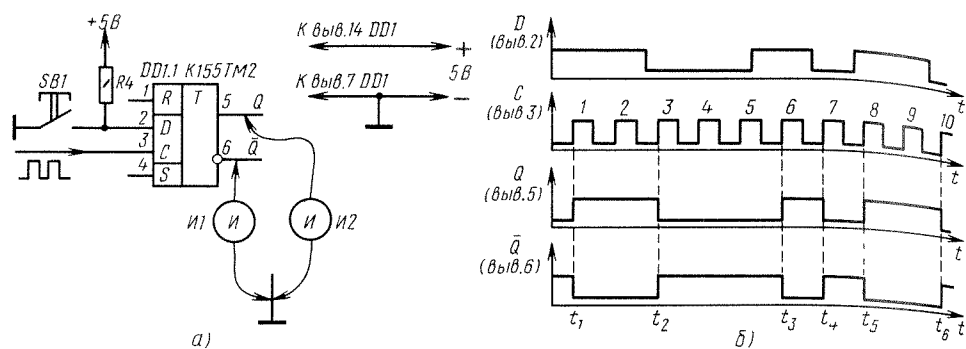 +5В
SB1
R4
DD1.1 К155ТМ2
1
R
T
5
Q
2
D
3
C
6
Q̄
4
S
И1
И
И
И2
К выв.14 DD1
+
5В
К выв.7 DD1
−
а)
D
(выв.2)
t
C
(выв.3)
1 2 3 4 5 6 7 8 9 10
t
Q
(выв.5)
t
Q̄
(выв.6)
t₁ t₂ t₃ t₄ t₅ t₆ t
б)